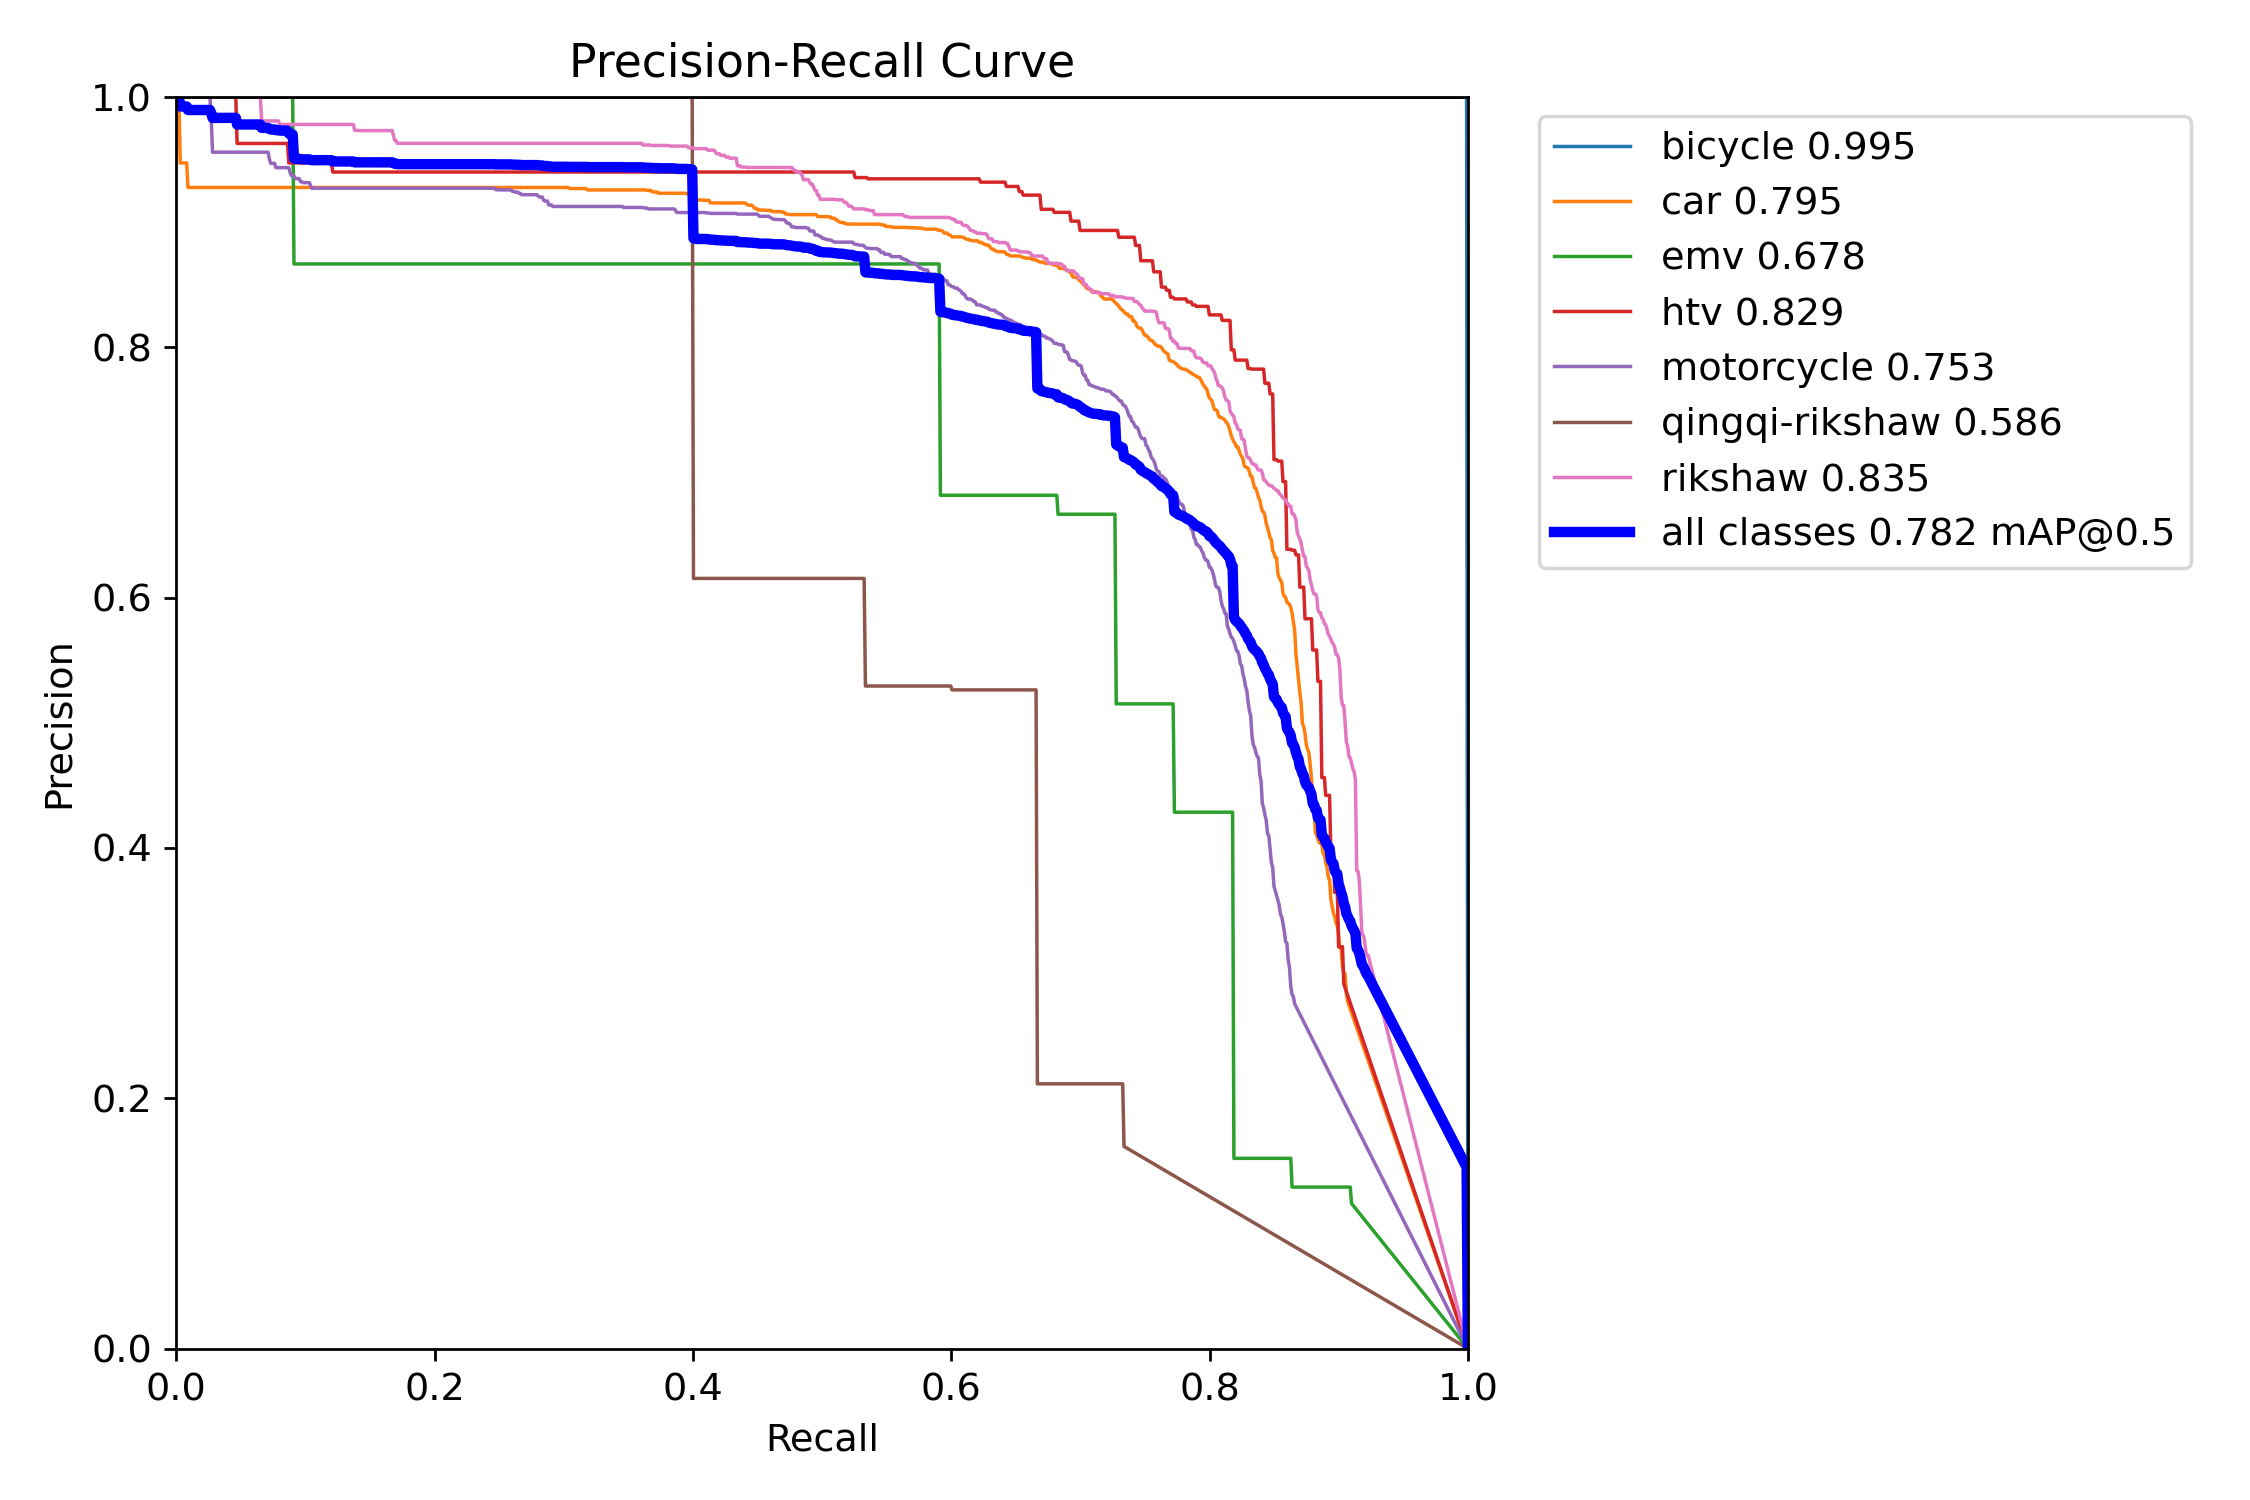 Precision-Recall Curve
1.0
0.8
0.6
0.4
0.2
0.0
Precision
0.0 0.2 0.4 0.6 0.8 1.0
Recall
bicycle 0.995
car 0.795
emv 0.678
htv 0.829
motorcycle 0.753
qingqi-rikshaw 0.586
rikshaw 0.835
all classes 0.782 mAP@0.5